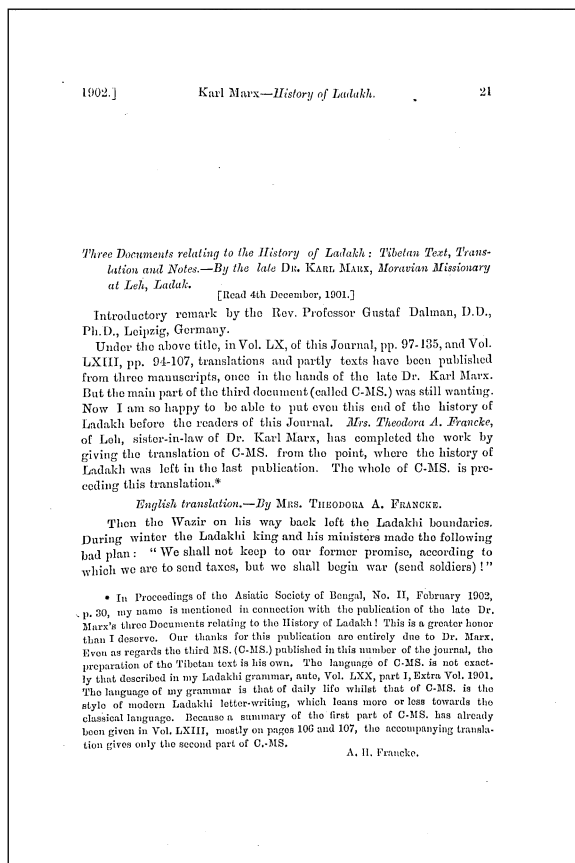 1902.] Karl Marx—History of Ladakh. 21
Three Documents relating to the History of Ladakh : Tibetan Text, Trans-
lation and Notes.—By the late DR. KARL MARX, Moravian Missionary
at Leh, Ladak.
[Read 4th December, 1901.]
Introductory remark by the Rev. Professor Gustaf Dalman, D.D.,
Ph.D., Leipzig, Germany.
Under the above title, in Vol. LX, of this Journal, pp. 97-135, and Vol.
LXIII, pp. 94-107, translations and partly texts have been published
from three manuscripts, once in the hands of the late Dr. Karl Marx.
But the main part of the third document (called C-MS.) was still wanting.
Now I am so happy to be able to put even this end of the history of
Ladakh before the readers of this Journal. Mrs. Theodora A. Francke,
of Leh, sister-in-law of Dr. Karl Marx, has completed the work by
giving the translation of C-MS. from the point, where the history of
Ladakh was left in the last publication. The whole of C-MS. is pre-
ceding this translation.*
English translation.—By MRS. THEODORA A. FRANCKE.
Then the Wazir on his way back left the Ladakhi boundaries.
During winter the Ladakhi king and his ministers made the following
bad plan : "We shall not keep to our former promise, according to
which we are to send taxes, but we shall begin war (send soldiers) !"
* In Proceedings of the Asiatic Society of Bengal, No. II, February 1902,
p. 30, my name is mentioned in connection with the publication of the late Dr.
Marx's three Documents relating to the History of Ladakh ! This is a greater honor
than I deserve. Our thanks for this publication are entirely due to Dr. Marx.
Even as regards the third MS. (C-MS.) published in this number of the journal, the
preparation of the Tibetan text is his own. The language of C-MS. is not exact-
ly that described in my Ladakhi grammar, ante, Vol. LXX, part I, Extra Vol. 1901.
The language of my grammar is that of daily life whilst that of C-MS. is the
style of modern Ladakhi letter-writing, which leans more or less towards the
classical language. Because a summary of the first part of C-MS. has already
been given in Vol. LXIII, mostly on pages 106 and 107, the accompanying transla-
tion gives only the second part of C.-MS.
A. H. Francke.